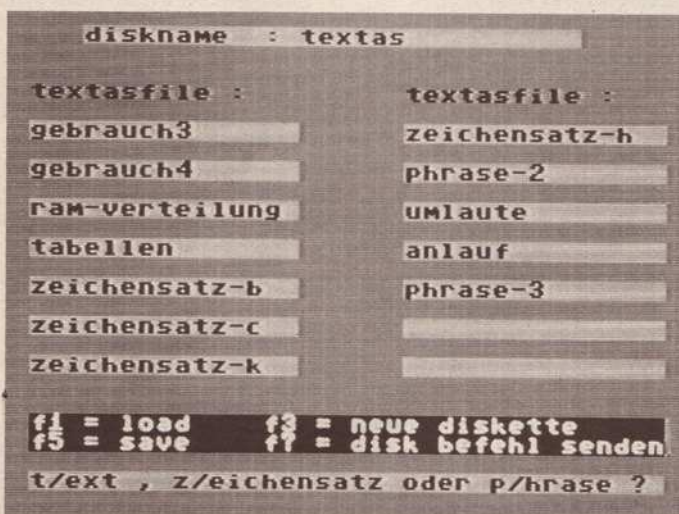 diskname : textas
textasfile :
gebrauch3
gebrauch4
ram-verteilung
tabellen
zeichensatz-b
zeichensatz-c
zeichensatz-k
textasfile :
zeichensatz-h
phrase-2
umlaute
anlauf
phrase-3
f1 = load f3 = neue diskette
f5 = save f7 = disk befehl senden
t/ext , z/eichensatz oder p/hrase ?